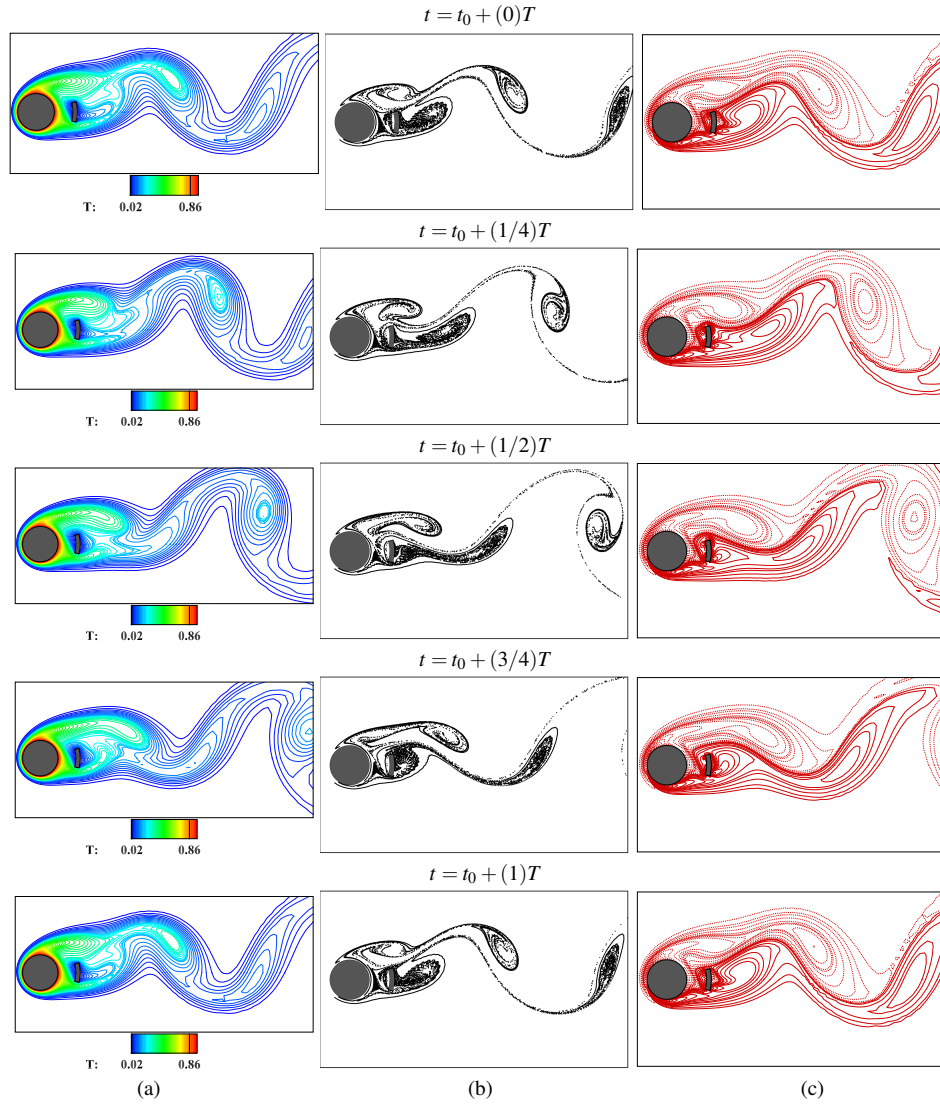 t = t₀ + (0)T
T: 0.02 0.86
t = t₀ + (1/4)T
T: 0.02 0.86
t = t₀ + (1/2)T
T: 0.02 0.86
t = t₀ + (3/4)T
T: 0.02 0.86
t = t₀ + (1)T
T: 0.02 0.86
(a) (b) (c)